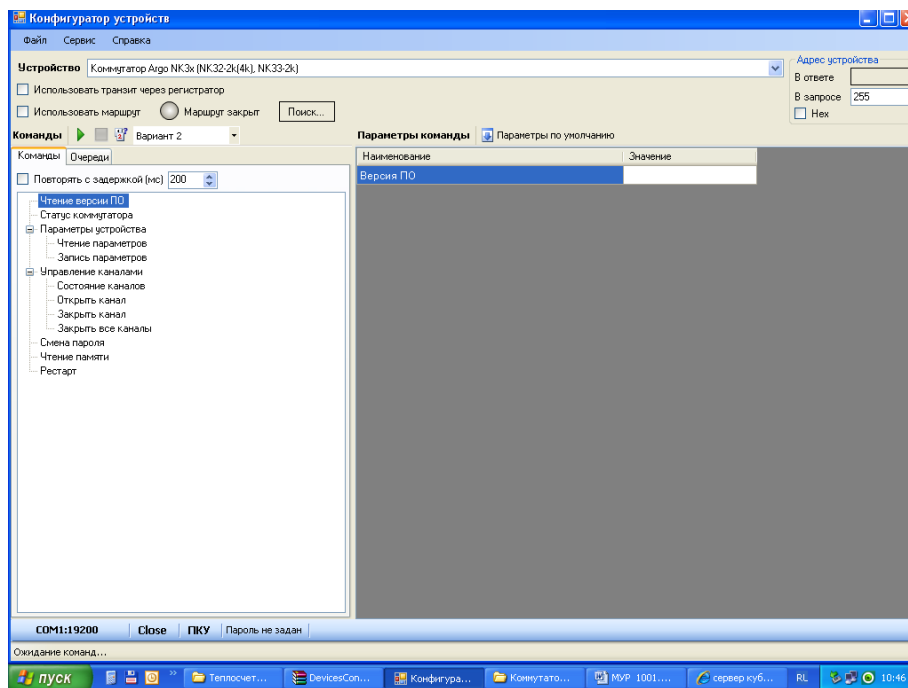 Конфигуратор устройств
Файл Сервис Справка
Устройство Коммутатор Argo NK3x (NK32-2k(4k), NK33-2k)
Адрес устройства
В ответе
В запросе 255
Hex
Использовать транзит через регистратор
Использовать маршрут Маршрут закрыт Поиск...
Команды Вариант 2
Параметры команды Параметры по умолчанию
Команды Очереди
Наименование Значение
Версия ПО
Повторять с задержкой (мс) 200
Чтение версии ПО
Статус коммутатора
Параметры устройства
Чтение параметров
Запись параметров
Управление каналами
Состояние каналов
Открыть канал
Закрыть канал
Закрыть все каналы
Смена пароля
Чтение памяти
Рестарт
COM1:19200 Close ПКУ Пароль не задан
Ожидание команд...
пуск Теплосчет... DevicesCon... Конфигура... Коммутато... МУР 1001.... сервер куб... RL 10:46